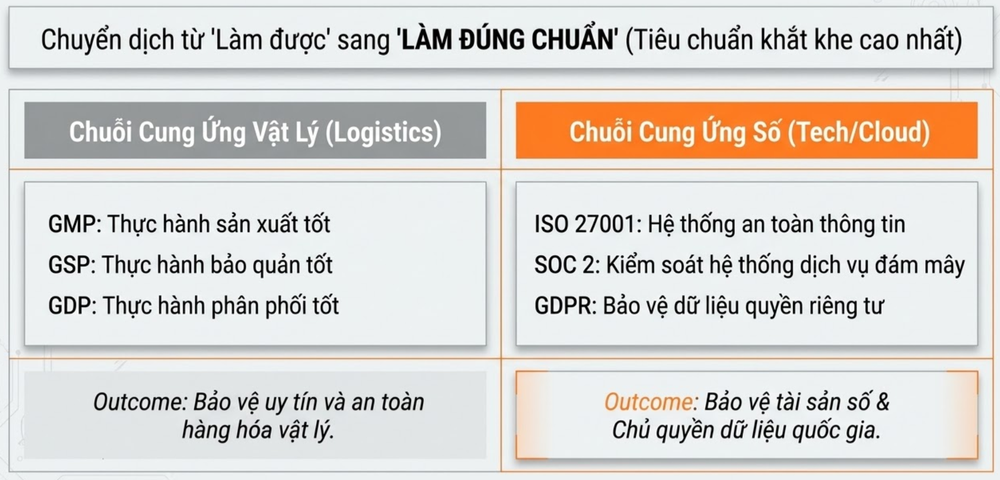 Chuyển dịch từ 'Làm được' sang 'LÀM ĐÚNG CHUẨN' (Tiêu chuẩn khắt khe cao nhất)
Chuỗi Cung Ứng Vật Lý (Logistics)
GMP: Thực hành sản xuất tốt
GSP: Thực hành bảo quản tốt
GDP: Thực hành phân phối tốt
Outcome: Bảo vệ uy tín và an toàn
hàng hóa vật lý.
Chuỗi Cung Ứng Số (Tech/Cloud)
ISO 27001: Hệ thống an toàn thông tin
SOC 2: Kiểm soát hệ thống dịch vụ đám mây
GDPR: Bảo vệ dữ liệu quyền riêng tư
Outcome: Bảo vệ tài sản số &
Chủ quyền dữ liệu quốc gia.